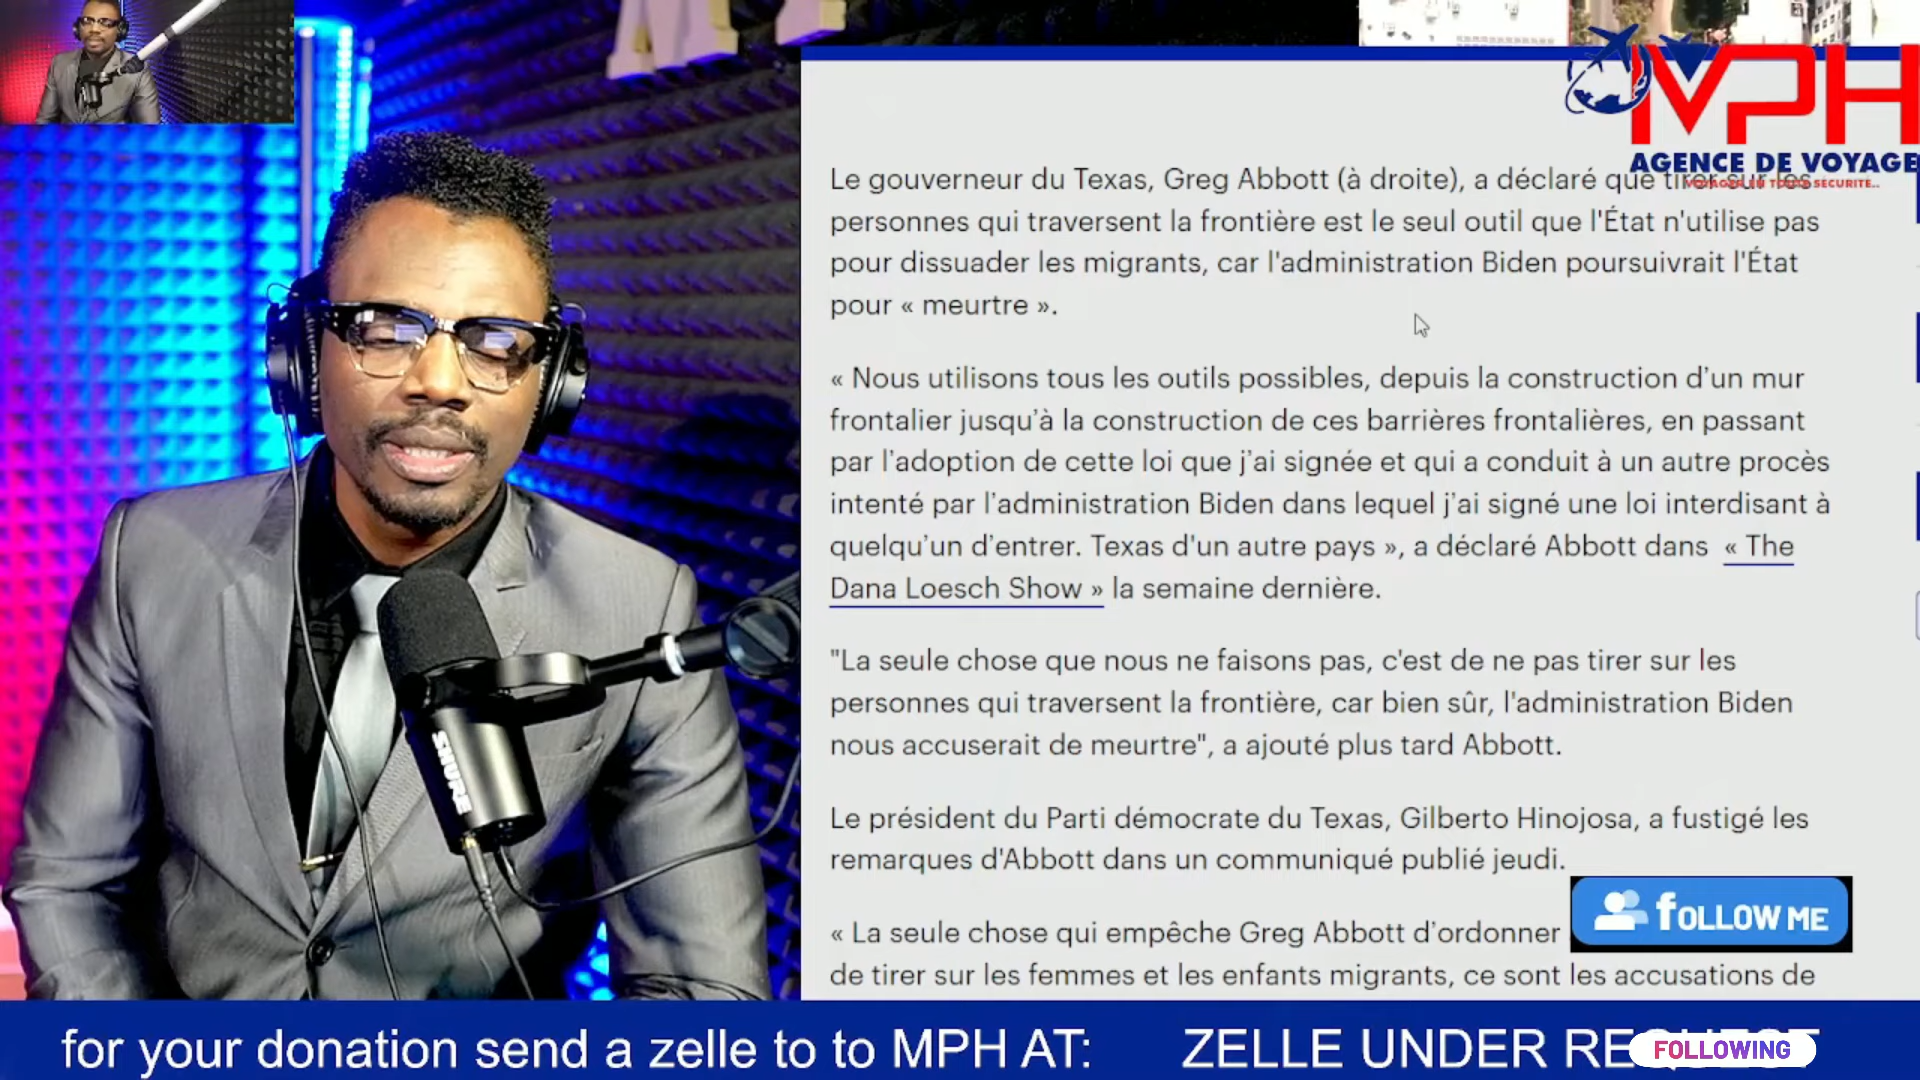 MPH
AGENCE DE VOYAGE
Le gouverneur du Texas, Greg Abbott (à droite), a déclaré que tirer sur les
personnes qui traversent la frontière est le seul outil que l'État n'utilise pas
pour dissuader les migrants, car l'administration Biden poursuivrait l'État
pour « meurtre ».
« Nous utilisons tous les outils possibles, depuis la construction d’un mur
frontalier jusqu’à la construction de ces barrières frontalières, en passant
par l’adoption de cette loi que j’ai signée et qui a conduit à un autre procès
intenté par l’administration Biden dans lequel j’ai signé une loi interdisant à
quelqu’un d’entrer. Texas d'un autre pays », a déclaré Abbott dans « The
Dana Loesch Show » la semaine dernière.
"La seule chose que nous ne faisons pas, c'est de ne pas tirer sur les
personnes qui traversent la frontière, car bien sûr, l'administration Biden
nous accuserait de meurtre", a ajouté plus tard Abbott.
Le président du Parti démocrate du Texas, Gilberto Hinojosa, a fustigé les
remarques d'Abbott dans un communiqué publié jeudi.
« La seule chose qui empêche Greg Abbott d’ordonner
de tirer sur les femmes et les enfants migrants, ce sont les accusations de
FOLLOW ME
SHURE
for your donation send a zelle to to MPH AT: ZELLE UNDER REQUEST
FOLLOWING